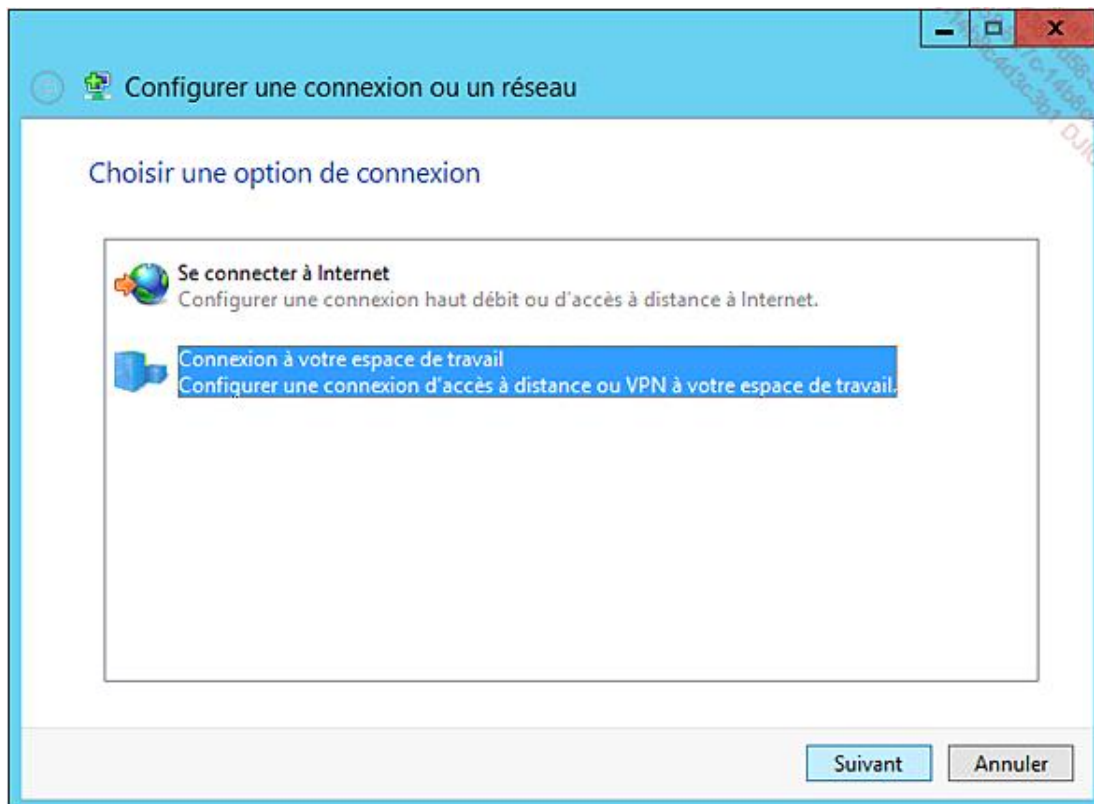 Configurer une connexion ou un réseau
Choisir une option de connexion
Se connecter à Internet
Configurer une connexion haut débit ou d'accès à distance à Internet.
Connexion à votre espace de travail
Configurer une connexion d'accès à distance ou VPN à votre espace de travail.
Suivant
Annuler